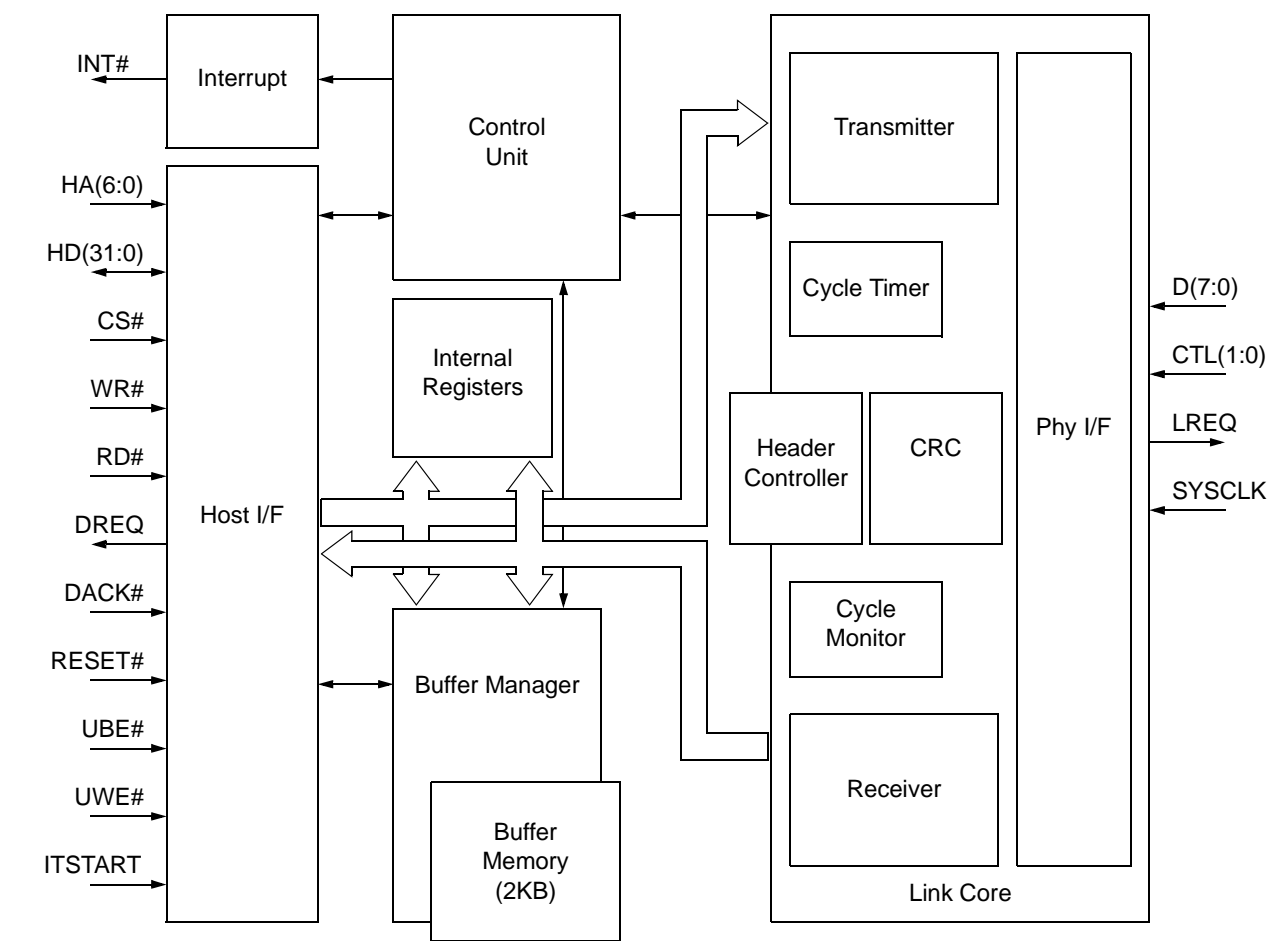 INT#
HA(6:0)
HD(31:0)
CS#
WR#
RD#
DREQ
DACK#
RESET#
UBE#
UWE#
ITSTART
Interrupt
Host I/F
Control
Unit
Internal
Registers
Buffer Manager
Buffer
Memory
(2KB)
Transmitter
Cycle Timer
Header
Controller
CRC
Cycle
Monitor
Receiver
Link Core
Phy I/F
D(7:0)
CTL(1:0)
LREQ
SYSCLK